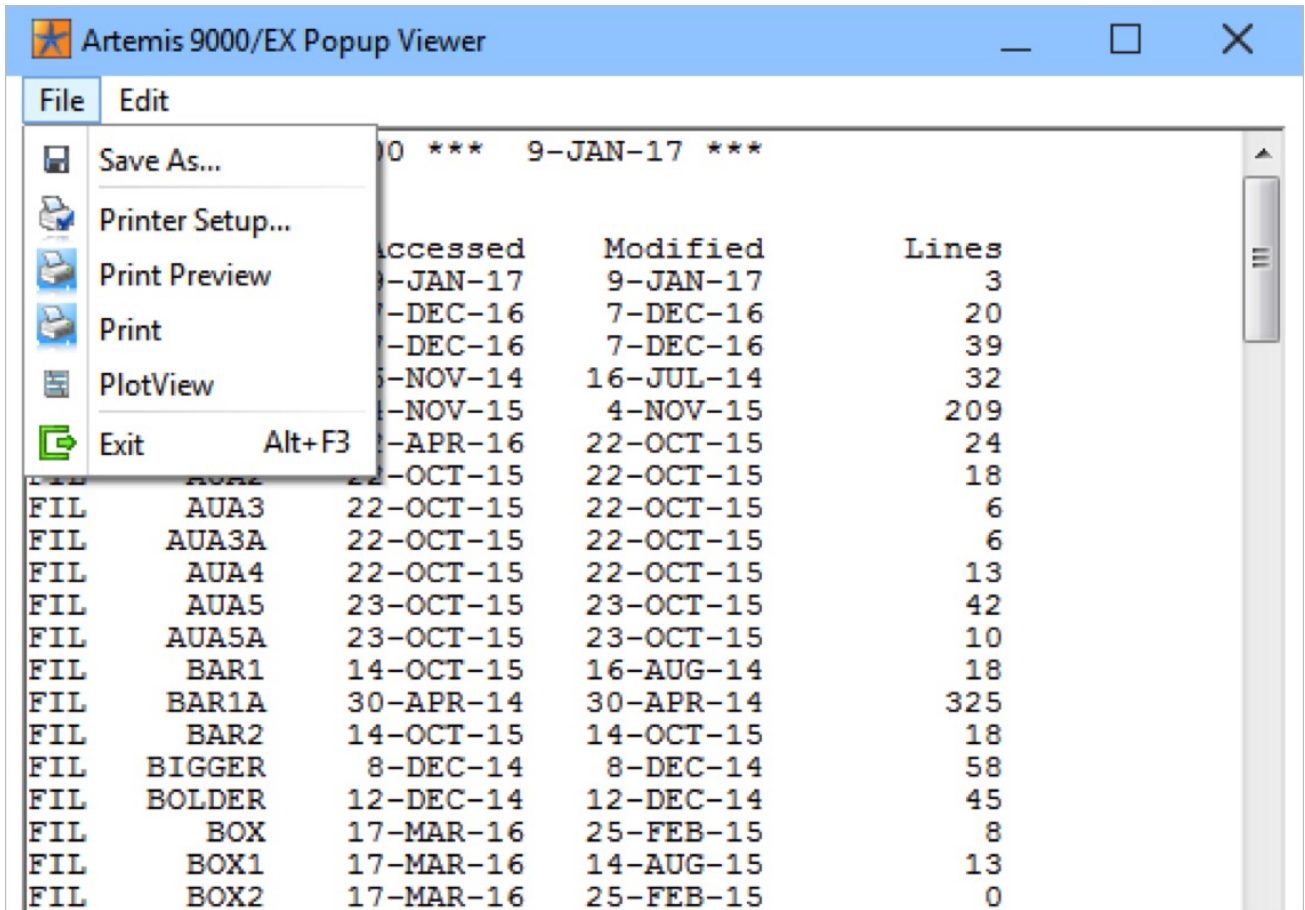 Artemis 9000/EX Popup Viewer
File Edit
Save As...
Printer Setup...
Print Preview
Print
PlotView
Exit Alt+F3
*** 9-JAN-17 ***
Accessed Modified Lines
9-JAN-17 9-JAN-17 3
7-DEC-16 7-DEC-16 20
7-DEC-16 7-DEC-16 39
-NOV-14 16-JUL-14 32
-NOV-15 4-NOV-15 209
-APR-16 22-OCT-15 24
FIL AUA2 22-OCT-15 22-OCT-15 18
FIL AUA3 22-OCT-15 22-OCT-15 6
FIL AUA3A 22-OCT-15 22-OCT-15 6
FIL AUA4 22-OCT-15 22-OCT-15 13
FIL AUA5 23-OCT-15 23-OCT-15 42
FIL AUA5A 23-OCT-15 23-OCT-15 10
FIL BAR1 14-OCT-15 16-AUG-14 18
FIL BAR1A 30-APR-14 30-APR-14 325
FIL BAR2 14-OCT-15 14-OCT-15 18
FIL BIGGER 8-DEC-14 8-DEC-14 58
FIL BOLDER 12-DEC-14 12-DEC-14 45
FIL BOX 17-MAR-16 25-FEB-15 8
FIL BOX1 17-MAR-16 14-AUG-15 13
FIL BOX2 17-MAR-16 25-FEB-15 0